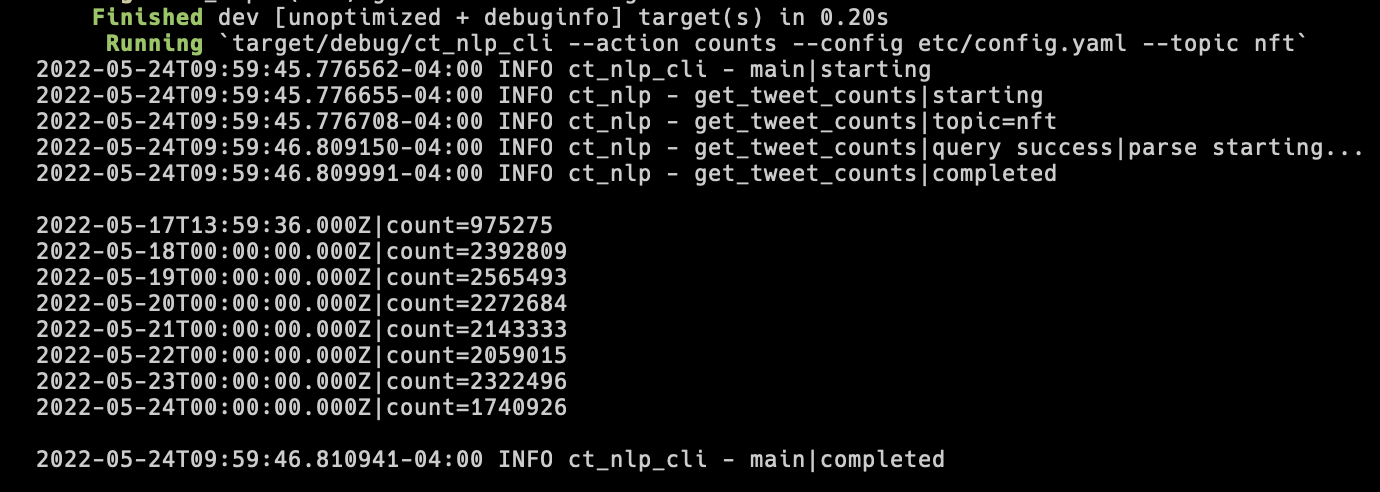 Finished dev [unoptimized + debuginfo] target(s) in 0.20s
Running `target/debug/ct_nlp_cli --action counts --config etc/config.yaml --topic nft`
2022-05-24T09:59:45.776562-04:00 INFO ct_nlp_cli - main|starting
2022-05-24T09:59:45.776655-04:00 INFO ct_nlp - get_tweet_counts|starting
2022-05-24T09:59:45.776708-04:00 INFO ct_nlp - get_tweet_counts|topic=nft
2022-05-24T09:59:46.809150-04:00 INFO ct_nlp - get_tweet_counts|query success|parse starting...
2022-05-24T09:59:46.809991-04:00 INFO ct_nlp - get_tweet_counts|completed
2022-05-17T13:59:36.000Z|count=975275
2022-05-18T00:00:00.000Z|count=2392809
2022-05-19T00:00:00.000Z|count=2565493
2022-05-20T00:00:00.000Z|count=2272684
2022-05-21T00:00:00.000Z|count=2143333
2022-05-22T00:00:00.000Z|count=2059015
2022-05-23T00:00:00.000Z|count=2322496
2022-05-24T00:00:00.000Z|count=1740926
2022-05-24T09:59:46.810941-04:00 INFO ct_nlp_cli - main|completed